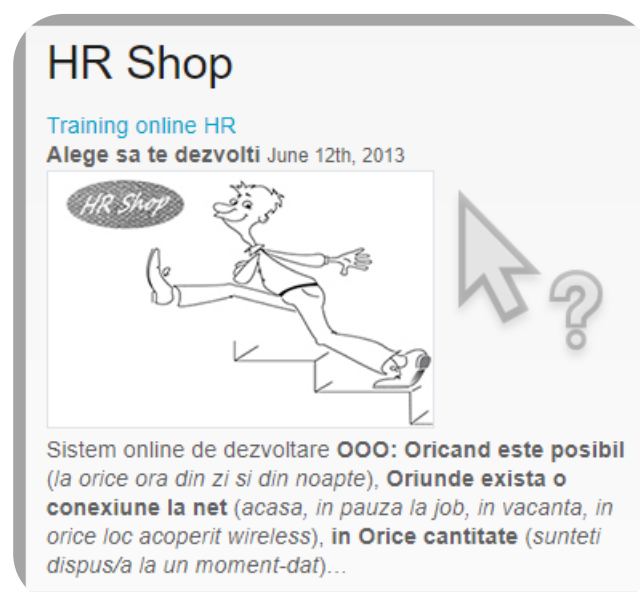 HR Shop
Training online HR
Alege sa te dezvolti June 12th, 2013
HR Shop
?
Sistem online de dezvoltare OOO: Oricand este posibil
(la orice ora din zi si din noapte), Oriunde exista o
conexiune la net (acasa, in pauza la job, in vacanta, in
orice loc acoperit wireless), in Orice cantitate (sunteti
dispus/a la un moment-dat)...